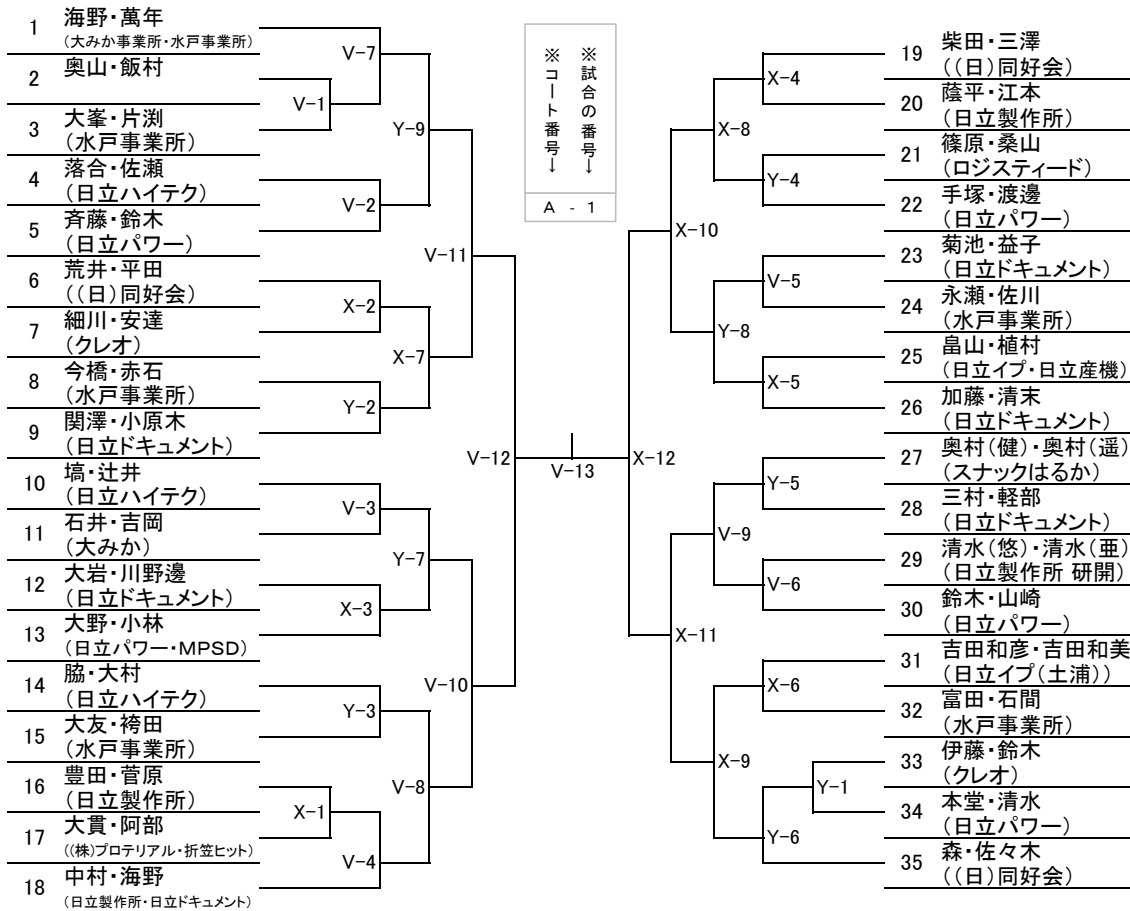 1 海野・萬年
(大みか事業所・水戸事業所)
2 奥山・飯村
3 大峯・片渕
(水戸事業所)
4 落合・佐瀬
(日立ハイテク)
5 斉藤・鈴木
(日立パワー)
6 荒井・平田
((日)同好会)
7 細川・安達
(クレオ)
8 今橋・赤石
(水戸事業所)
9 関澤・小原木
(日立ドキュメント)
10 塙・辻井
(日立ハイテク)
11 石井・吉岡
(大みか)
12 大岩・川野邊
(日立ドキュメント)
13 大野・小林
(日立パワー・MPSD)
14 脇・大村
(日立ハイテク)
15 大友・袴田
(水戸事業所)
16 豊田・菅原
(日立製作所)
17 大貫・阿部
((株)プロテリアル・折笠ヒット)
18 中村・海野
(日立製作所・日立ドキュメント)
V-7
V-1
Y-9
V-2
V-11
X-2
X-7
Y-2
V-12
V-3
Y-7
X-3
V-10
Y-3
V-8
X-1
V-4
※試合の番号↓
※コート番号↓
A - 1
V-13
X-4
X-8
Y-4
X-10
V-5
Y-8
X-5
X-12
Y-5
V-9
V-6
X-11
X-6
X-9
Y-1
Y-6
19 柴田・三澤
((日)同好会)
20 蔭平・江本
(日立製作所)
21 篠原・桑山
(ロジスティード)
22 手塚・渡邊
(日立パワー)
23 菊池・益子
(日立ドキュメント)
24 永瀬・佐川
(水戸事業所)
25 畠山・植村
(日立イプ・日立産機)
26 加藤・清末
(日立ドキュメント)
27 奥村(健)・奥村(遥)
(スナックはるか)
28 三村・軽部
(日立ドキュメント)
29 清水(悠)・清水(亜)
(日立製作所 研開)
30 鈴木・山崎
(日立パワー)
31 吉田和彦・吉田和美
(日立イプ(土浦))
32 富田・石間
(水戸事業所)
33 伊藤・鈴木
(クレオ)
34 本堂・清水
(日立パワー)
35 森・佐々木
((日)同好会)